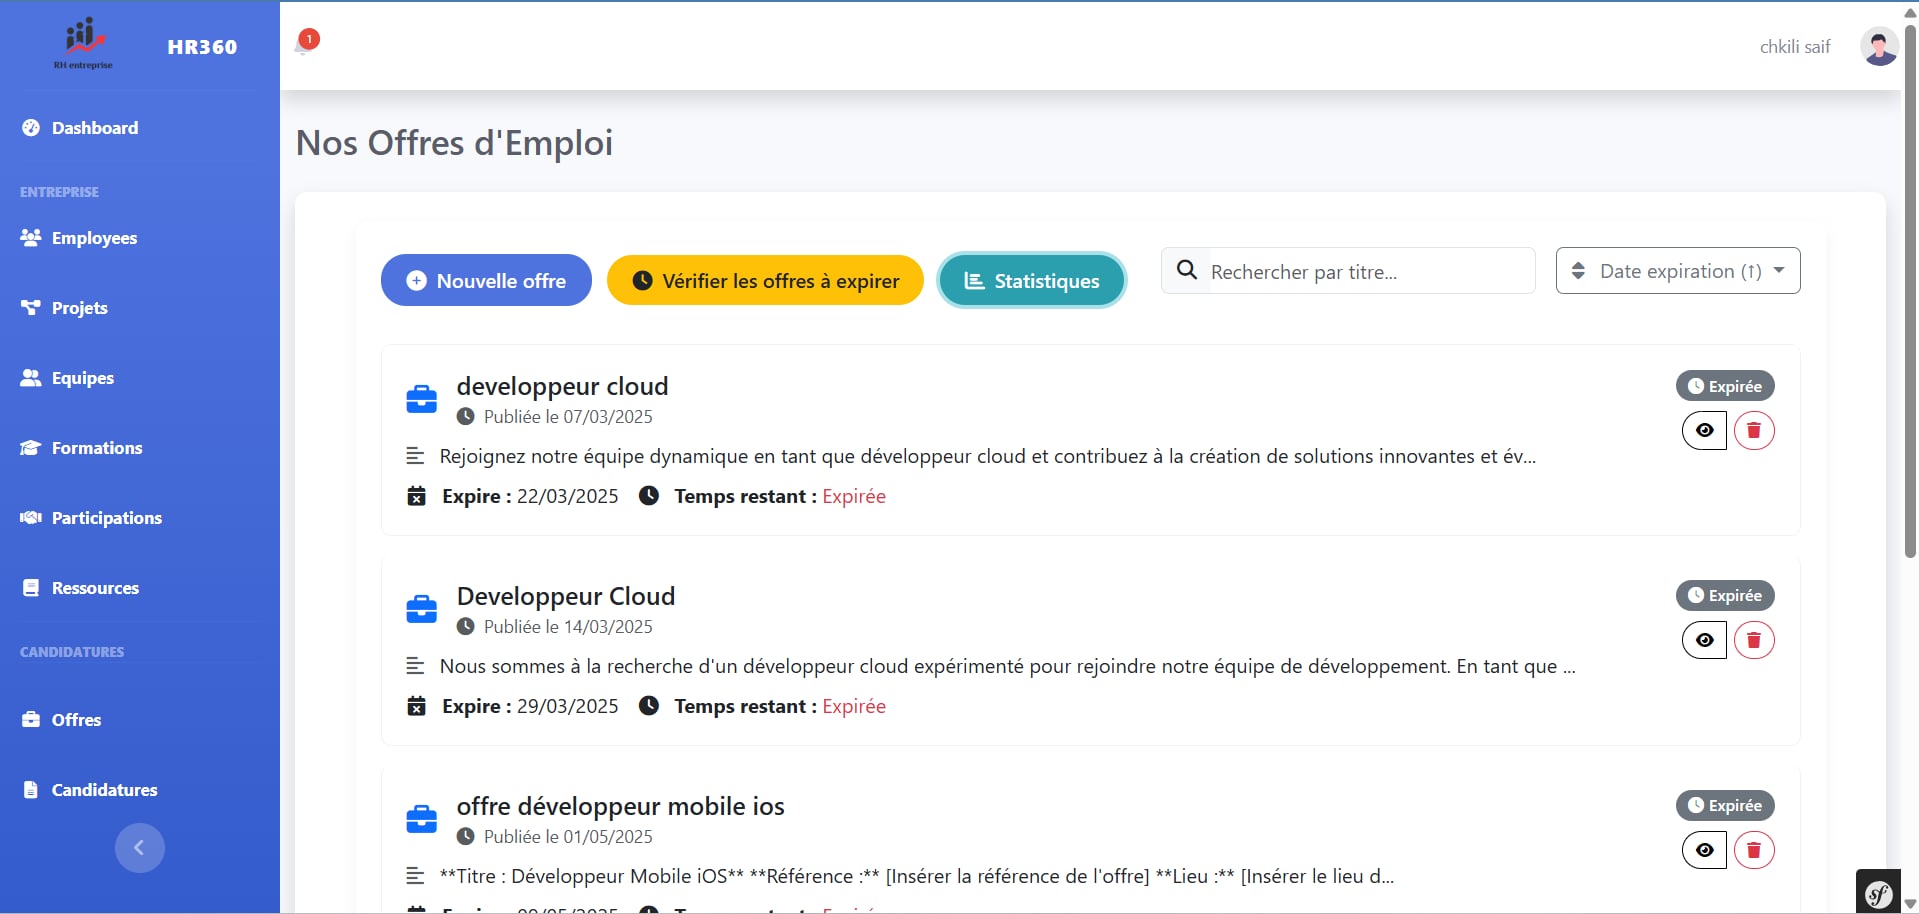 RH entreprise
HR360
1
chkili saif
Dashboard
ENTREPRISE
Employees
Projets
Equipes
Formations
Participations
Ressources
CANDIDATURES
Offres
Candidatures
Nos Offres d'Emploi
Nouvelle offre
Vérifier les offres à expirer
Statistiques
Rechercher par titre...
Date expiration (↑)
developpeur cloud
Expirée
Publiée le 07/03/2025
Rejoignez notre équipe dynamique en tant que développeur cloud et contribuez à la création de solutions innovantes et év...
Expire : 22/03/2025 Temps restant : Expirée
Developpeur Cloud
Expirée
Publiée le 14/03/2025
Nous sommes à la recherche d'un développeur cloud expérimenté pour rejoindre notre équipe de développement. En tant que ...
Expire : 29/03/2025 Temps restant : Expirée
offre développeur mobile ios
Expirée
Publiée le 01/05/2025
**Titre : Développeur Mobile iOS** **Référence :** [Insérer la référence de l'offre] **Lieu :** [Insérer le lieu d...
sf